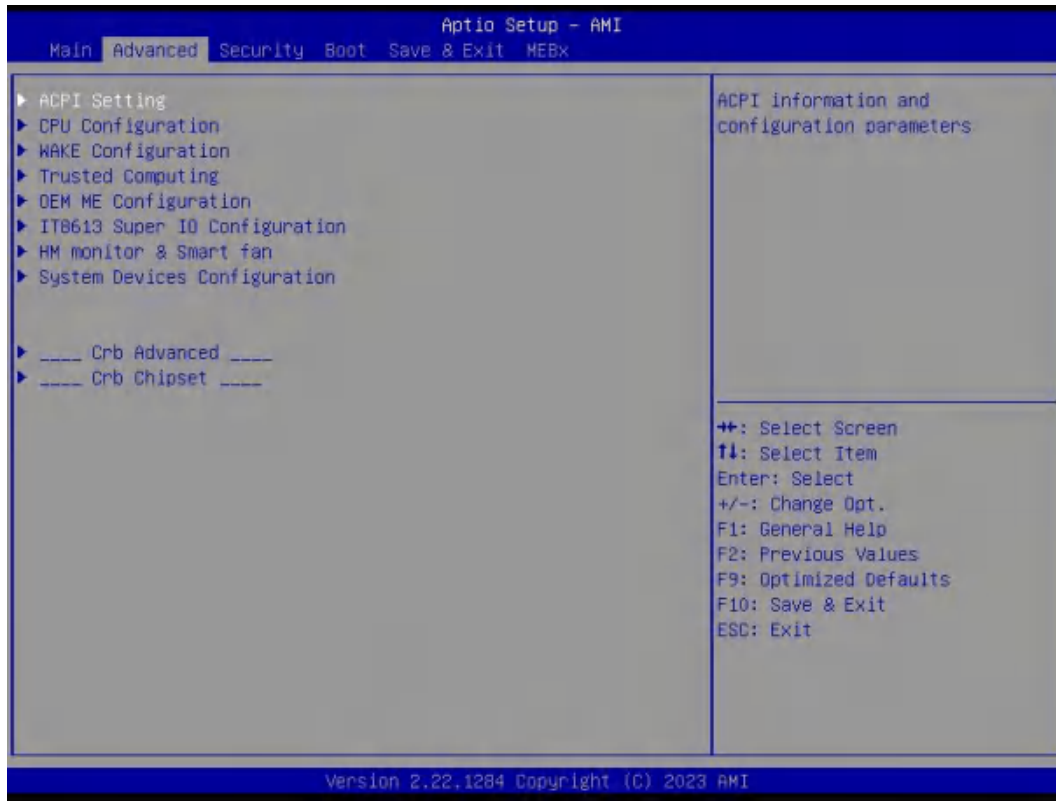 Aptio Setup - AMI
Main Advanced Security Boot Save & Exit MEBx
ACPI Setting
CPU Configuration
WAKE Configuration
Trusted Computing
OEM ME Configuration
IT8613 Super IO Configuration
HM monitor & Smart fan
System Devices Configuration
____ Crb Advanced ____
____ Crb Chipset ____
ACPI information and
configuration parameters
→←: Select Screen
↑↓: Select Item
Enter: Select
+/-: Change Opt.
F1: General Help
F2: Previous Values
F9: Optimized Defaults
F10: Save & Exit
ESC: Exit
Version 2.22.1284 Copyright (C) 2023 AMI